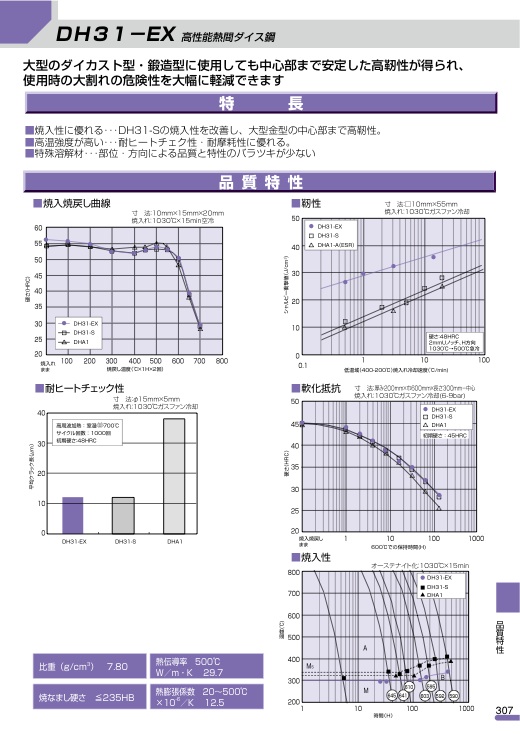 DH31-EX 高性能熱間ダイス鋼
大型のダイカスト型・鍛造型に使用しても中心部まで安定した高靭性が得られ、
使用時の大割れの危険性を大幅に軽減できます
特 長
■焼入性に優れる･･･DH31-Sの焼入性を改善し、大型金型の中心部まで高靭性。
■高温強度が高い･･･耐ヒートチェク性・耐摩耗性に優れる。
■特殊溶解材･･･部位・方向による品質と特性のバラツキが少ない
品質特性
■焼入焼戻し曲線
寸 法:10mm×15mm×20mm
焼入れ:1030℃×15min空冷
硬さ(HRC)
60
55
50
45
40
35
30
25
20
DH31-EX
DH31-S
DHA1
焼入れ
まま
100 200 300 400 500 600 700 800
焼戻し温度(℃×1H×2回)
■靭性
寸 法:□10mm×55mm
焼入れ:1030℃ガスファン冷却
シャルピー衝撃値(J/cm²)
50
40
30
20
10
0
DH31-EX
DH31-S
DHA1-A(ESR)
硬さ:48HRC
2mmUノッチ、H方向
1030℃→500℃急冷
0.1 1 10 100
低温域(400-200℃)焼入れ冷却速度(℃/min)
■耐ヒートチェック性
寸 法:φ15mm×5mm
焼入れ:1030℃ガスファン冷却
平均クラック長(μm)
40
30
20
10
0
高周波加熱：室温⇔700℃
サイクル回数：1000回
初期硬さ:48HRC
DH31-EX DH31-S DHA1
■軟化抵抗
寸 法:厚み200mm×巾600mm×長さ300mm-中心
焼入れ:1030℃ガスファン冷却(6-9bar)
硬さ(HRC)
50
45
40
35
30
25
20
DH31-EX
DH31-S
DHA1
初期硬さ：45HRC
焼入焼戻し
まま
1 10 100 1000
600℃での保持時間(H)
■焼入性
オーステナイト化:1030℃×15min
温度(℃)
800
700
600
500
400
300
200
DH31-EX
DH31-S
DHA1
A
Ms
M
B
645 641 610 603 595 592 590
1 10 100 1000
時間(H)
比重（g/cm³） 7.80
熱伝導率 500℃
W／m・K 29.7
焼なまし硬さ ≦235HB
熱膨張係数 20～500℃
×10⁻⁶／K 12.5
品質特性
307